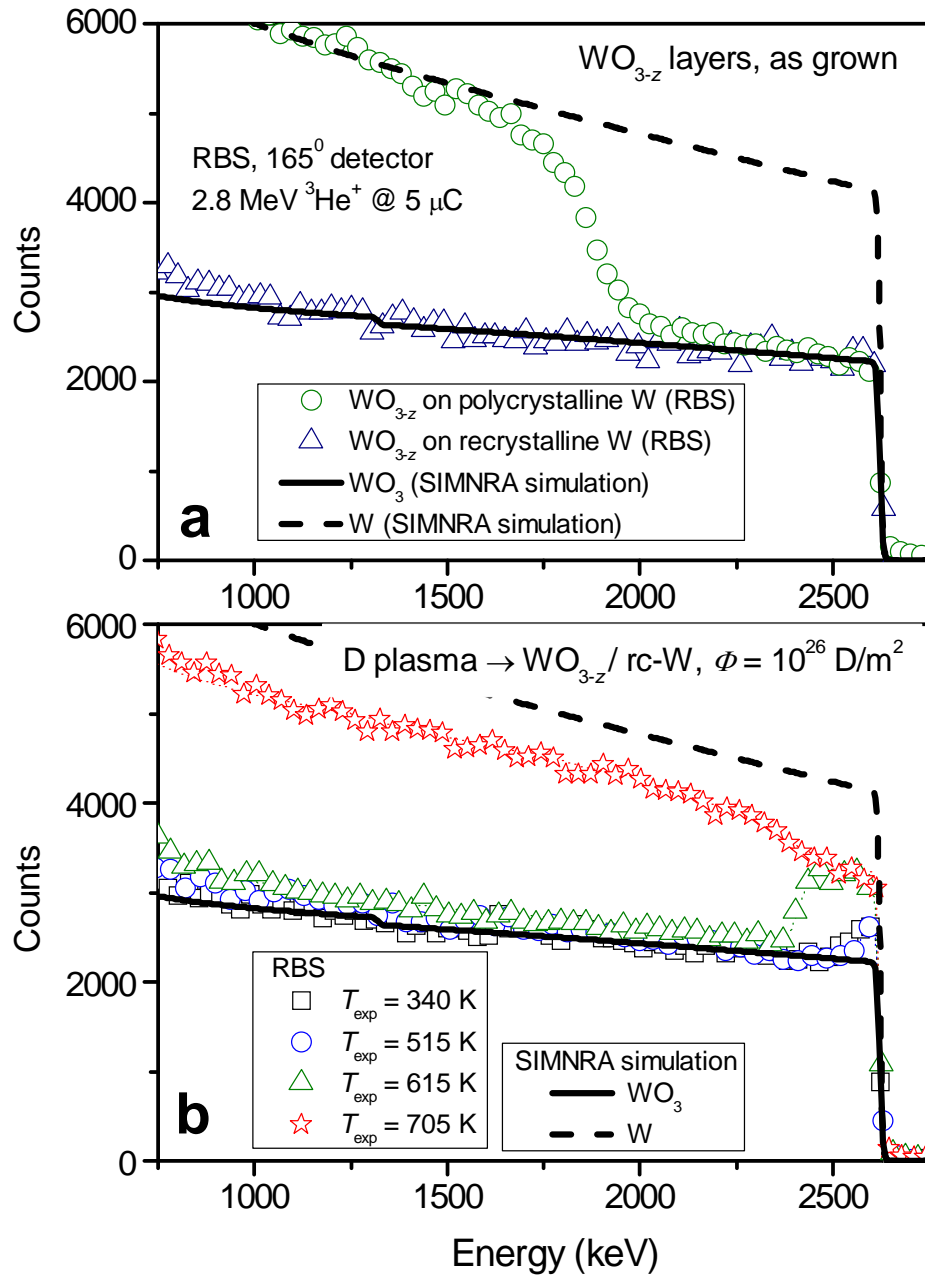 6000
WO3-z layers, as grown
RBS, 165⁰ detector
2.8 MeV ³He⁺ @ 5 μC
4000
Counts
2000
WO3-z on polycrystalline W (RBS)
WO3-z on recrystalline W (RBS)
WO3 (SIMNRA simulation)
W (SIMNRA simulation)
a
0
1000 1500 2000 2500
6000
D plasma → WO3-z/ rc-W, Φ = 10²⁶ D/m²
4000
Counts
2000
RBS
Texp = 340 K
Texp = 515 K
Texp = 615 K
Texp = 705 K
SIMNRA simulation
WO3
W
b
0
1000 1500 2000 2500
Energy (keV)